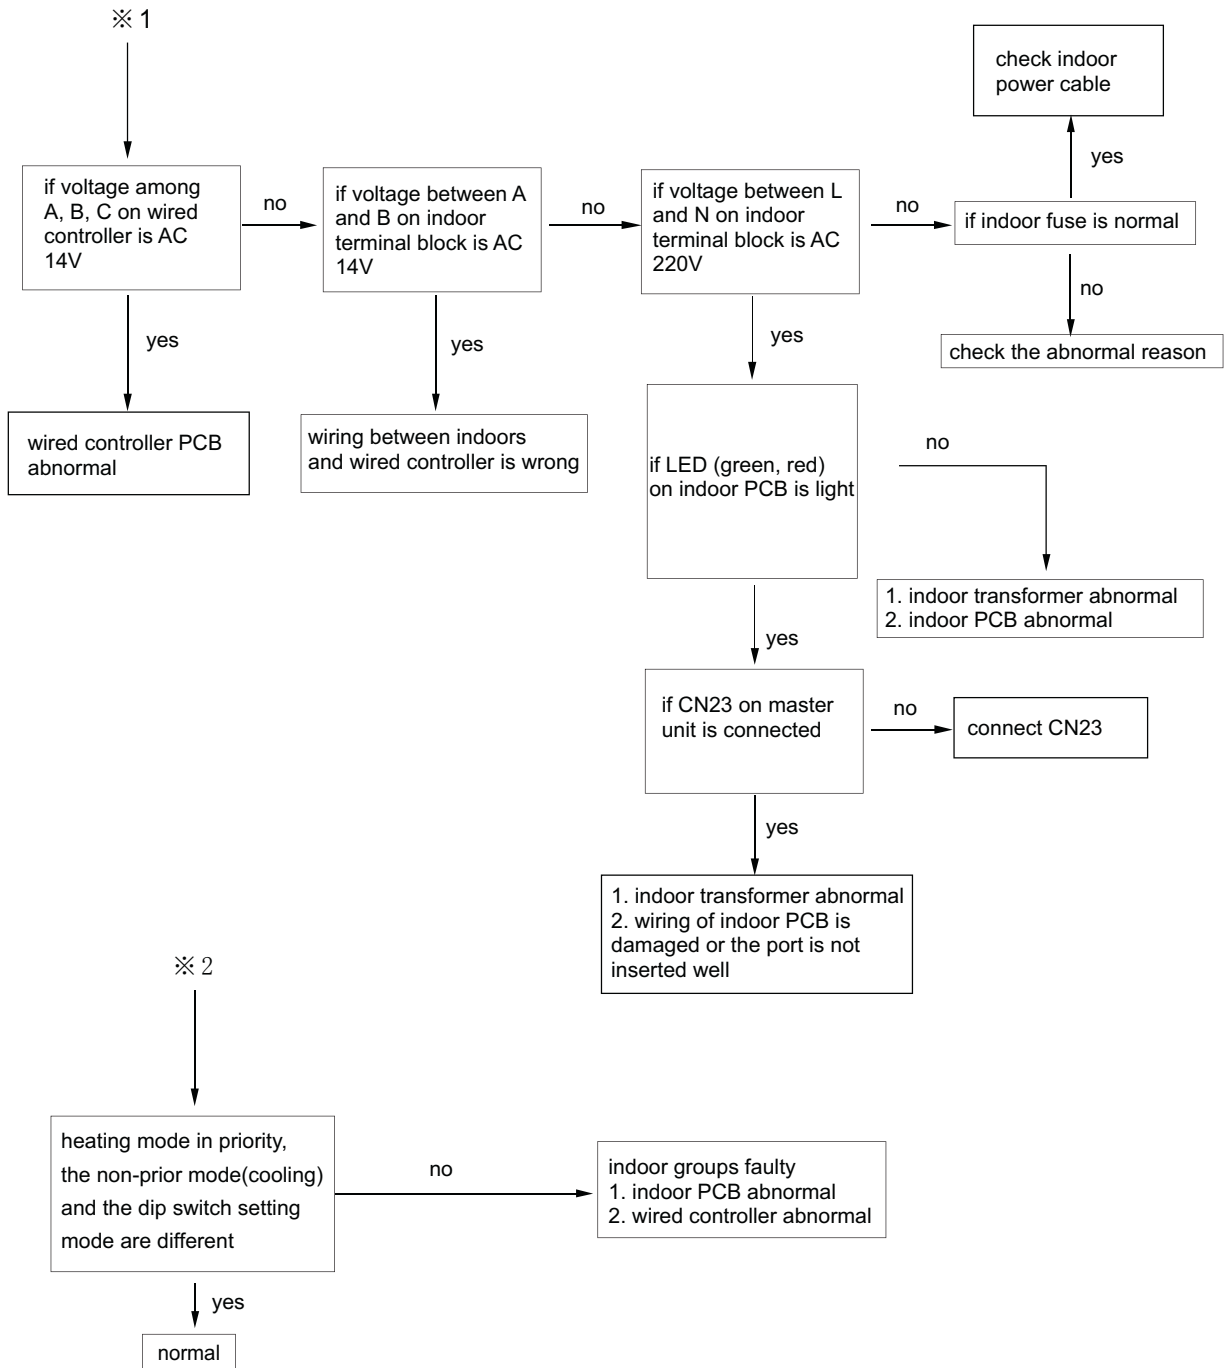 ※ 1
check indoor
power cable
yes
if voltage among
A, B, C on wired
controller is AC
14V
no
if voltage between A
and B on indoor
terminal block is AC
14V
no
if voltage between L
and N on indoor
terminal block is AC
220V
no
if indoor fuse is normal
no
check the abnormal reason
yes
yes
yes
wired controller PCB
abnormal
wiring between indoors
and wired controller is wrong
if LED (green, red)
on indoor PCB is light
no
1. indoor transformer abnormal
2. indoor PCB abnormal
yes
if CN23 on master
unit is connected
no
connect CN23
yes
1. indoor transformer abnormal
2. wiring of indoor PCB is
damaged or the port is not
inserted well
※ 2
heating mode in priority,
the non-prior mode(cooling)
and the dip switch setting
mode are different
no
indoor groups faulty
1. indoor PCB abnormal
2. wired controller abnormal
yes
normal